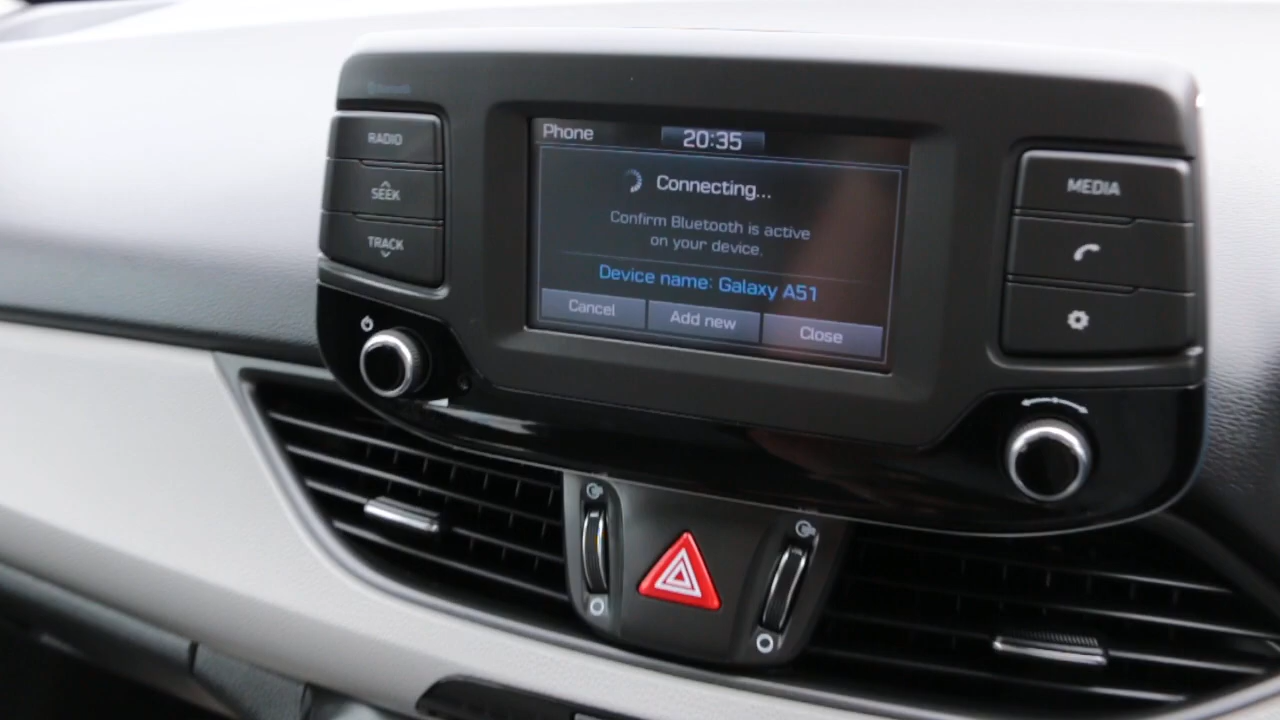 Bluetooth
RADIO
SEEK
TRACK
Phone
20:35
Connecting...
Confirm Bluetooth is active
on your device.
Device name: Galaxy A51
Cancel
Add new
Close
MEDIA